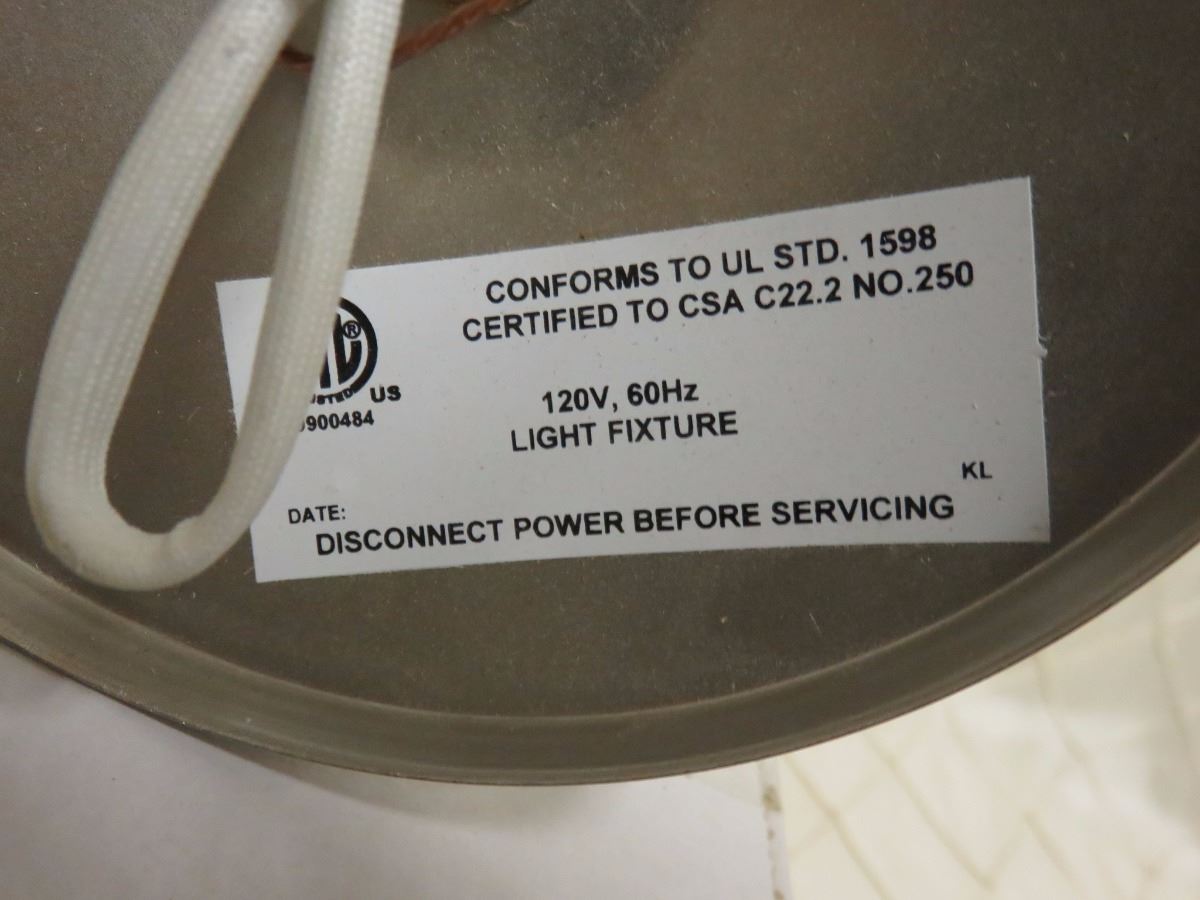 CONFORMS TO UL STD. 1598
CERTIFIED TO CSA C22.2 NO.250
®
US
900484
120V, 60Hz
LIGHT FIXTURE
KL
DATE:
DISCONNECT POWER BEFORE SERVICING